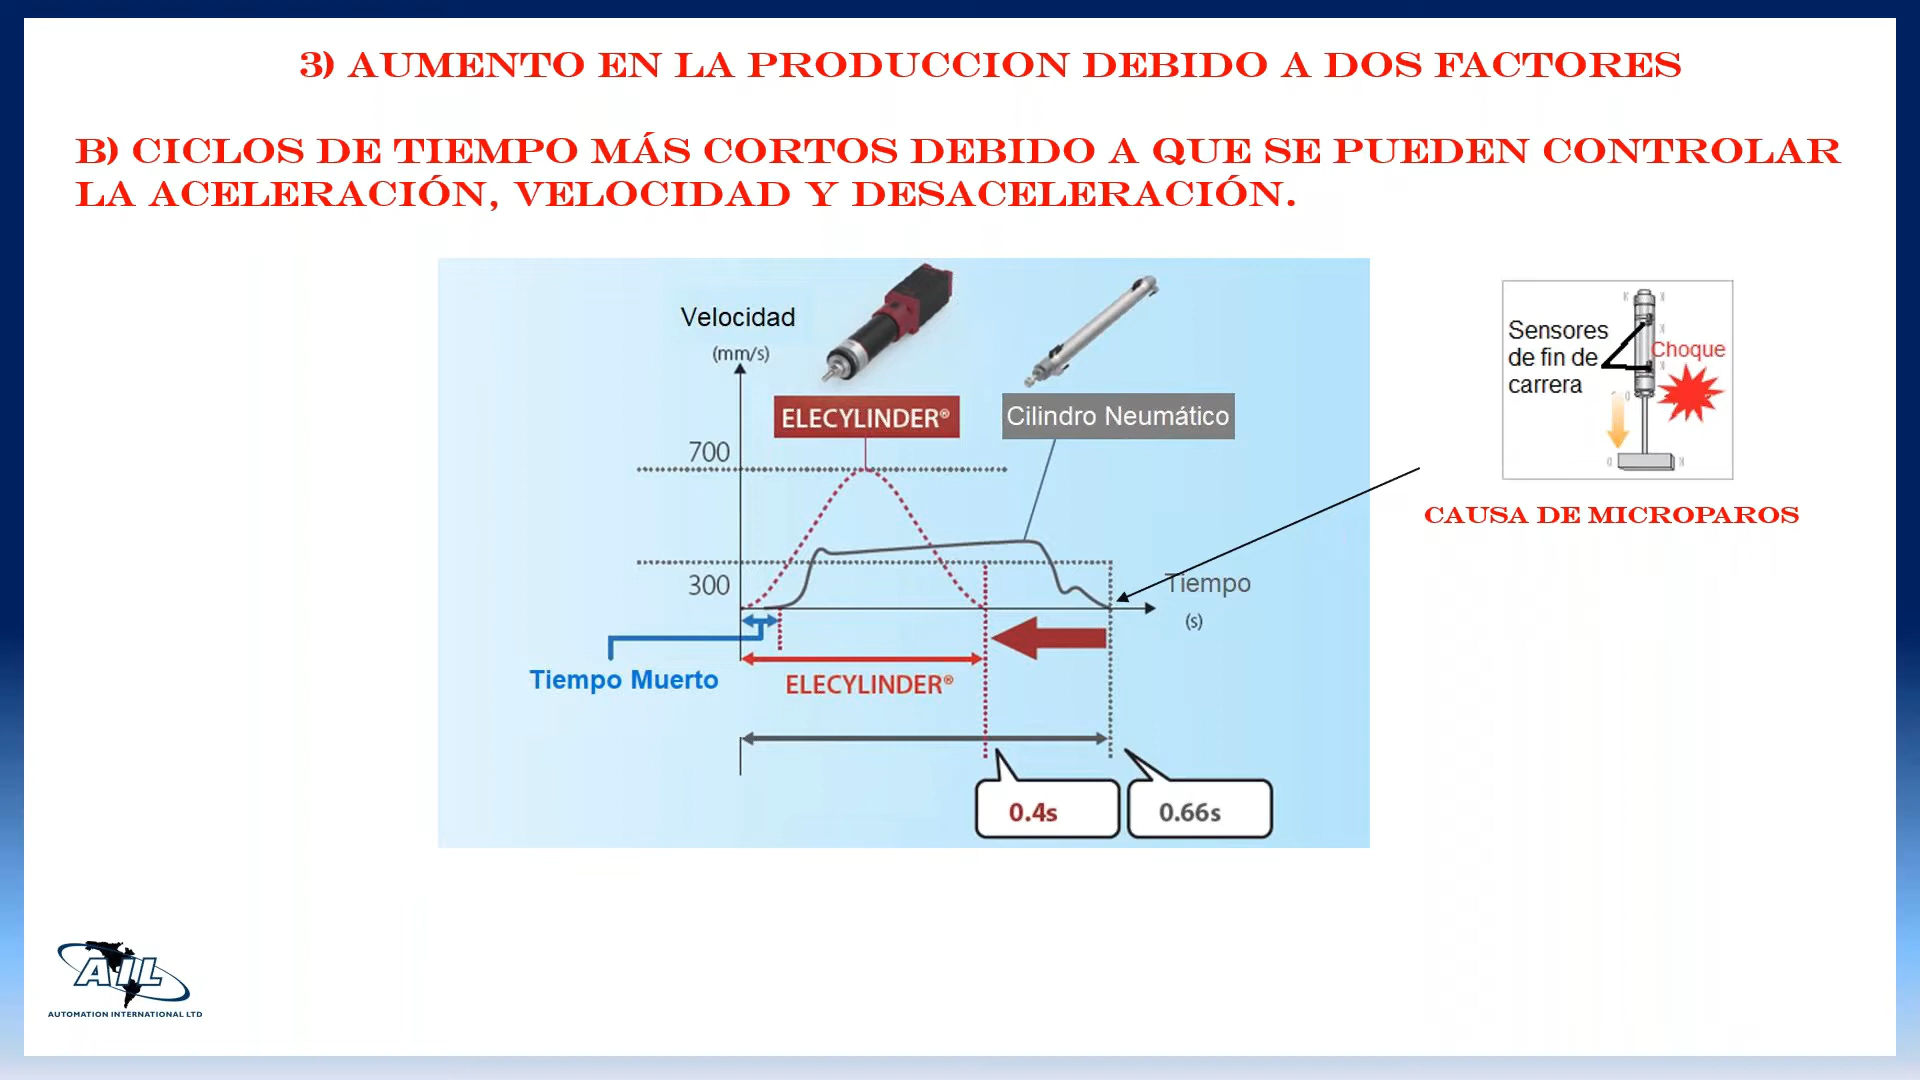 3) AUMENTO EN LA PRODUCCION DEBIDO A DOS FACTORES
B) CICLOS DE TIEMPO MÁS CORTOS DEBIDO A QUE SE PUEDEN CONTROLAR
LA ACELERACIÓN, VELOCIDAD Y DESACELERACIÓN.
Velocidad
(mm/s)
ELECYLINDER®
Cilindro Neumático
700
300
Tiempo
(s)
Tiempo Muerto
ELECYLINDER®
0.4s
0.66s
Sensores
de fin de
carrera
Choque
CAUSA DE MICROPAROS
AIL
AUTOMATION INTERNATIONAL LTD